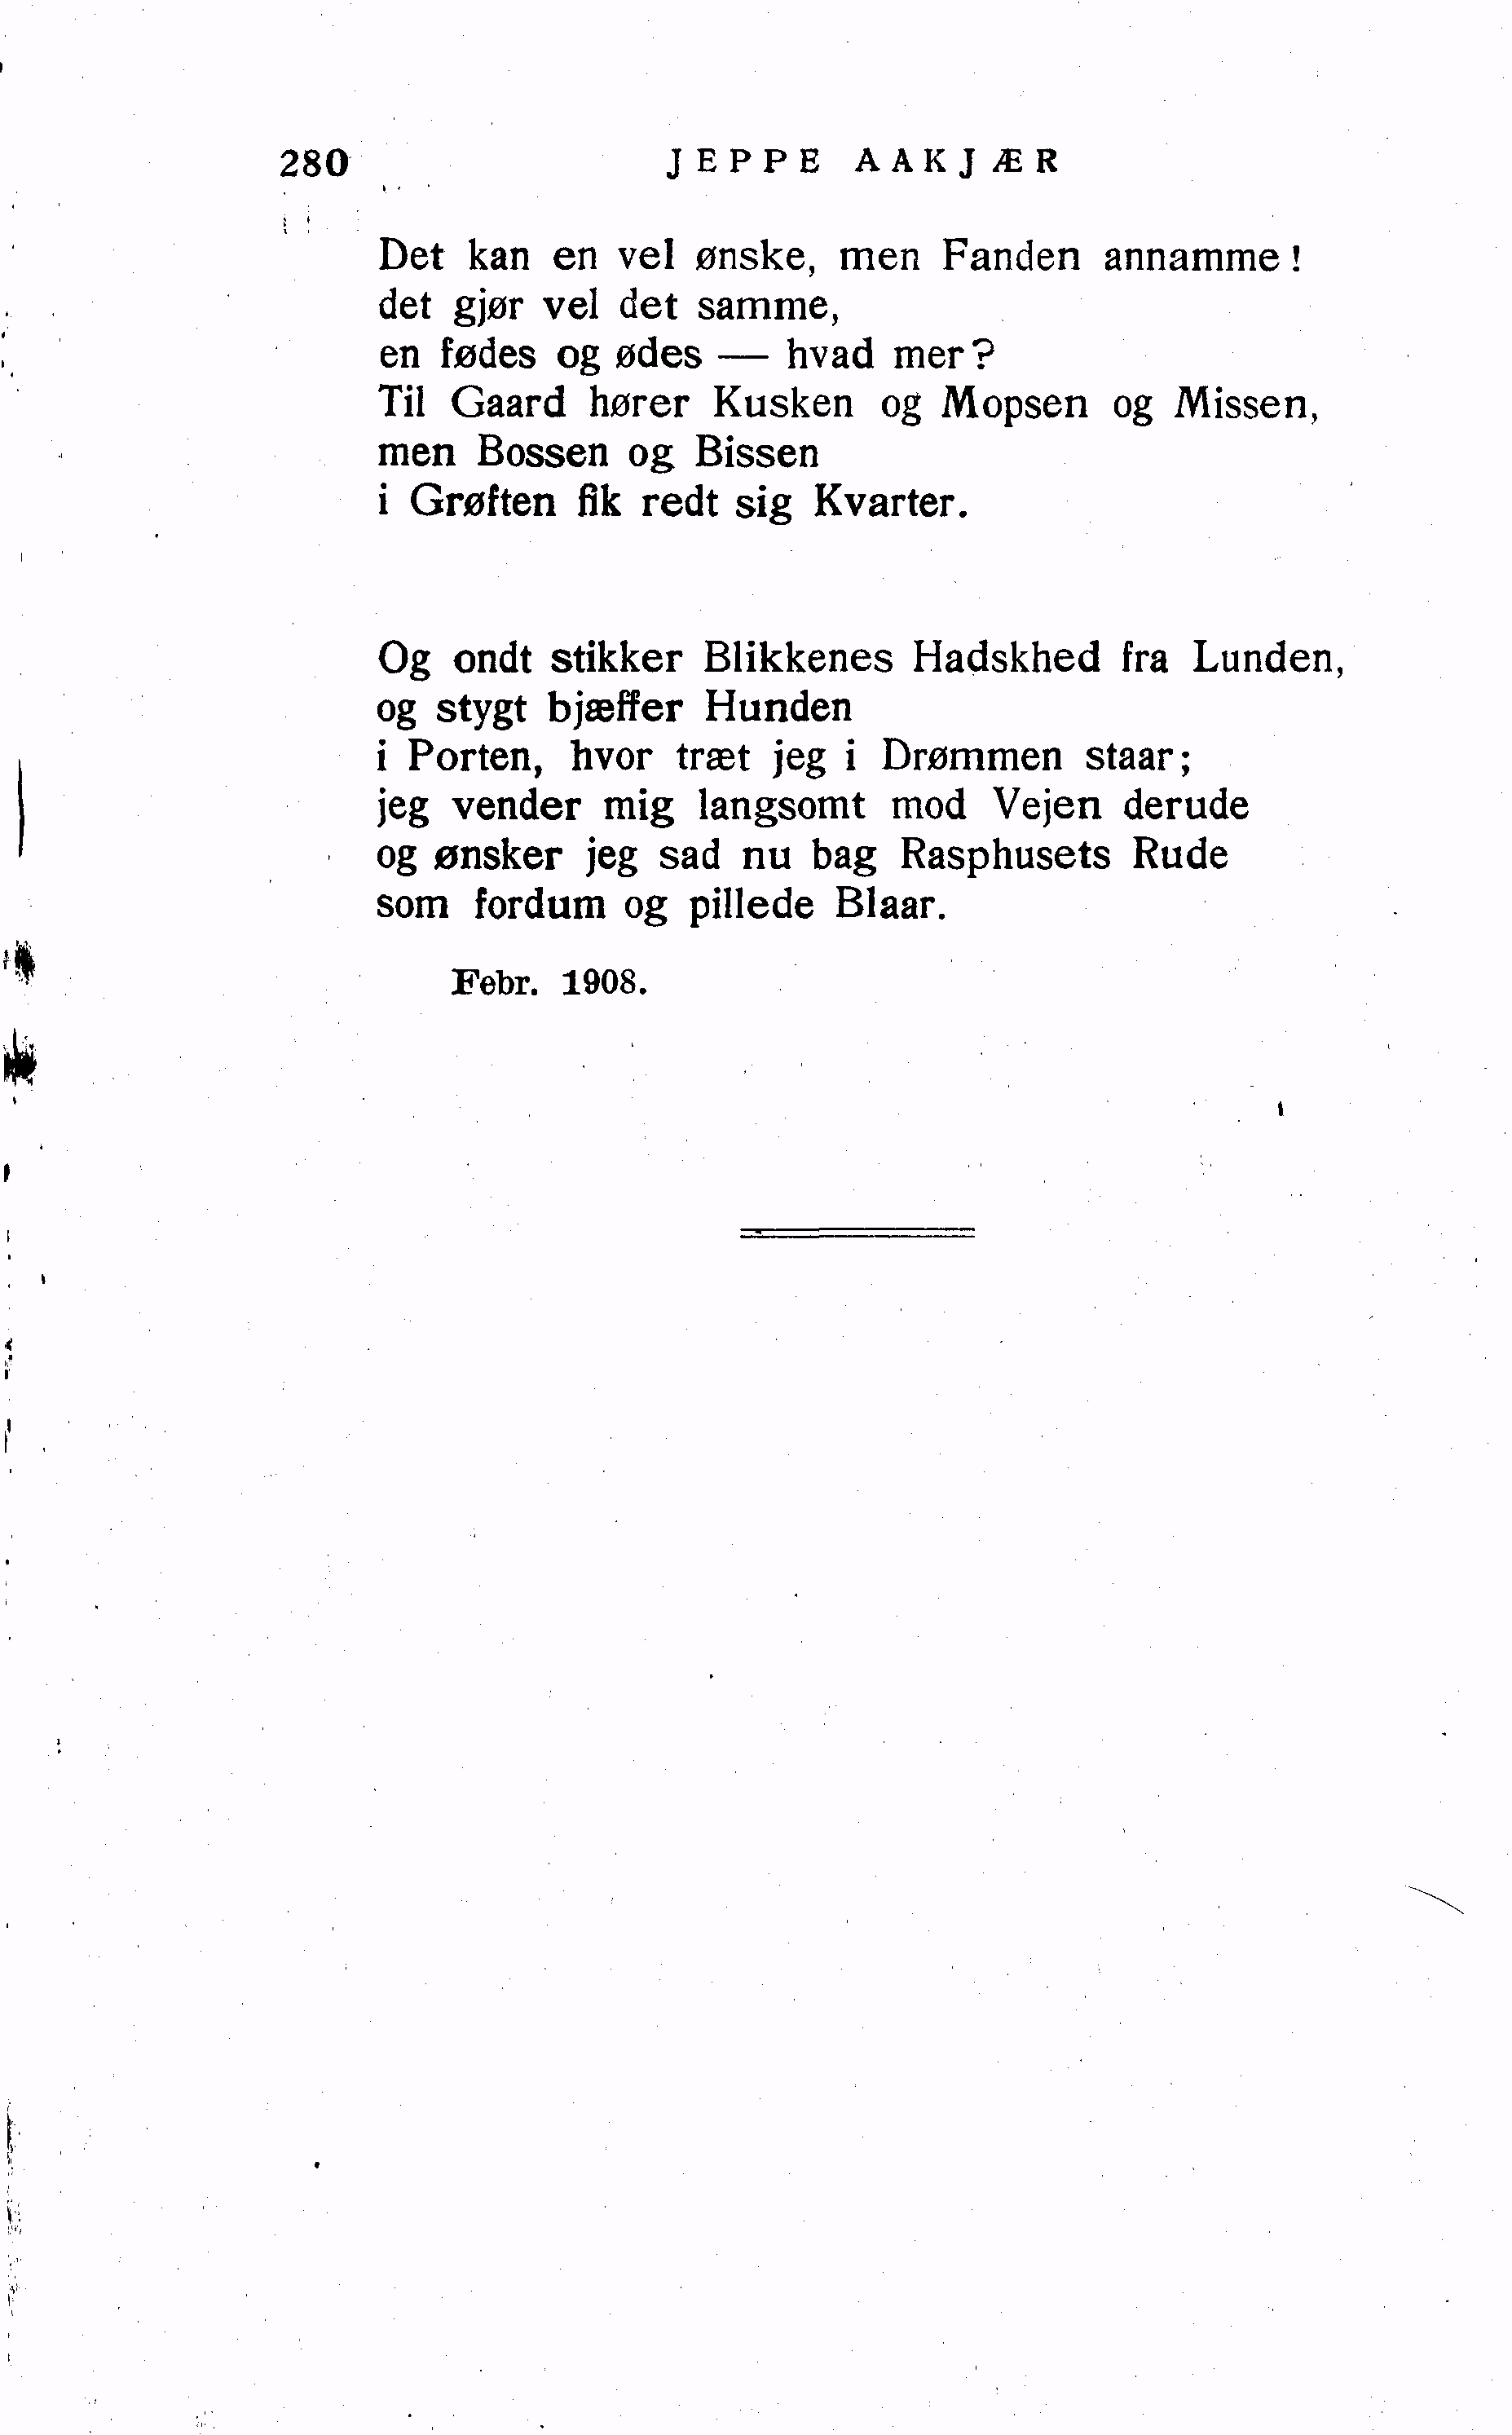 280 JEPPE AAKJÆR
Det kan en vel ønske, men Fanden annamme!
det gjør vel det samme,
en fødes og ødes — hvad mer?
Til Gaard hører Kusken og Mopsen og Missen,
men Bossen og Bissen
i Grøften fik redt sig Kvarter.
Og ondt stikker Blikkenes Hadskhed fra Lunden,
og stygt bjæffer Hunden
i Porten, hvor træt jeg i Drømmen staar;
jeg vender mig langsomt mod Vejen derude
og ønsker jeg sad nu bag Rasphusets Rude
som fordum og pillede Blaar.
Febr. 1908.